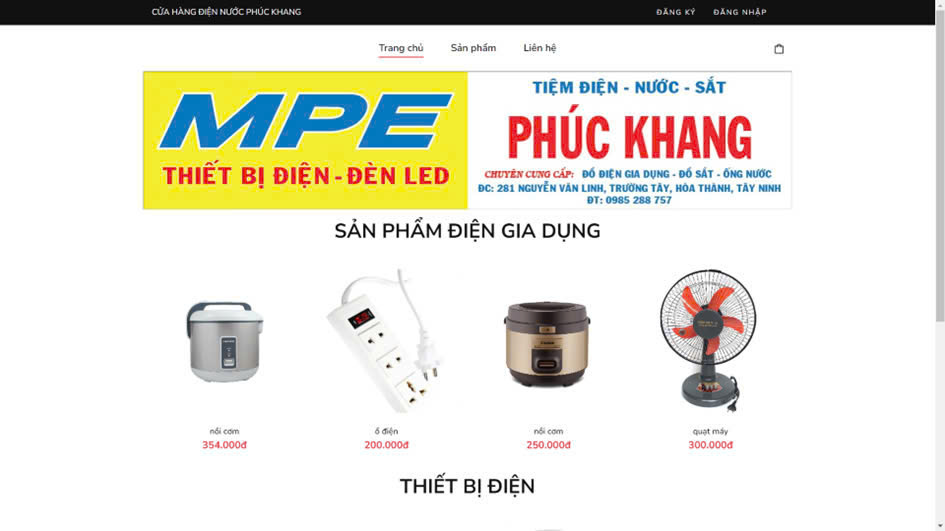 CỬA HÀNG ĐIỆN NƯỚC PHÚC KHANG
ĐĂNG KÝ ĐĂNG NHẬP
Trang chủ Sản phẩm Liên hệ
MPE
THIẾT BỊ ĐIỆN - ĐÈN LED
TIỆM ĐIỆN - NƯỚC - SẮT
PHÚC KHANG
CHUYÊN CUNG CẤP: ĐỒ ĐIỆN GIA DỤNG - ĐỒ SẮT - ỐNG NƯỚC
ĐC: 281 NGUYỄN VĂN LINH, TRƯỜNG TÂY, HÒA THÀNH, TÂY NINH
ĐT: 0985 288 757
SẢN PHẨM ĐIỆN GIA DỤNG
nồi cơm
354.000đ
ổ điện
200.000đ
nồi cơm
250.000đ
quạt máy
300.000đ
THIẾT BỊ ĐIỆN